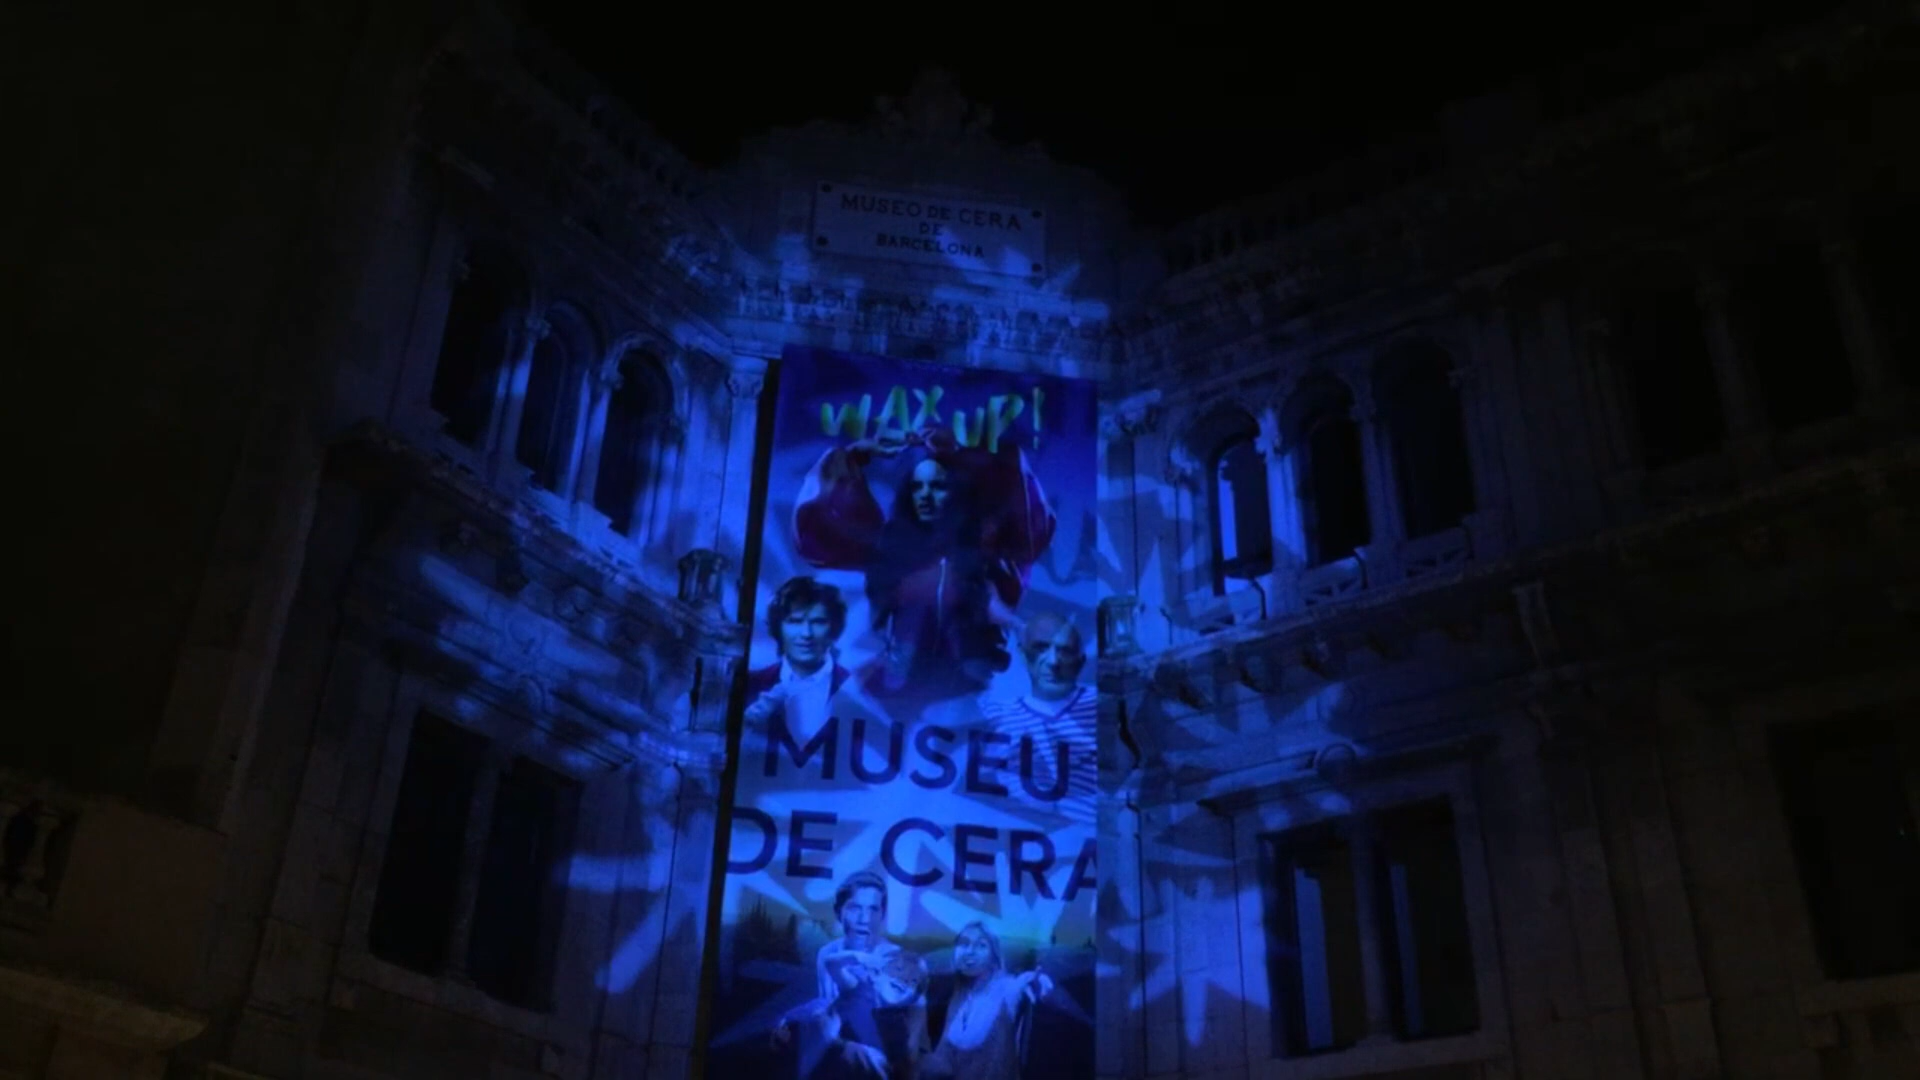 MUSEO DE CERA
DE
BARCELONA
WAX UP!
MUSEU
DE CERA